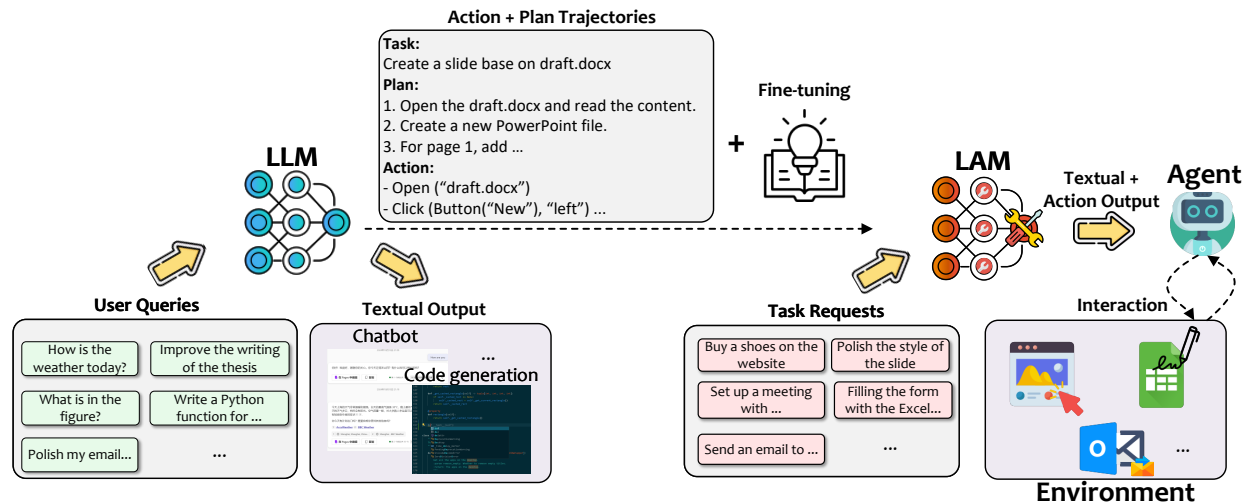 Action + Plan Trajectories
Task:
Create a slide base on draft.docx
Plan:
1. Open the draft.docx and read the content.
2. Create a new PowerPoint file.
3. For page 1, add ...
Action:
- Open (“draft.docx”)
- Click (Button(“New”), “left”) ...
+
Fine-tuning
LLM
LAM
Textual +
Action Output
Agent
User Queries
How is the
weather today?
Improve the writing
of the thesis
What is in the
figure?
Write a Python
function for ...
Polish my email...
...
Textual Output
Chatbot
...
Code generation
Task Requests
Buy a shoes on the
website
Polish the style of
the slide
Set up a meeting
with ...
Filling the form
with the Excel...
Send an email to ...
...
Interaction
...
Environment